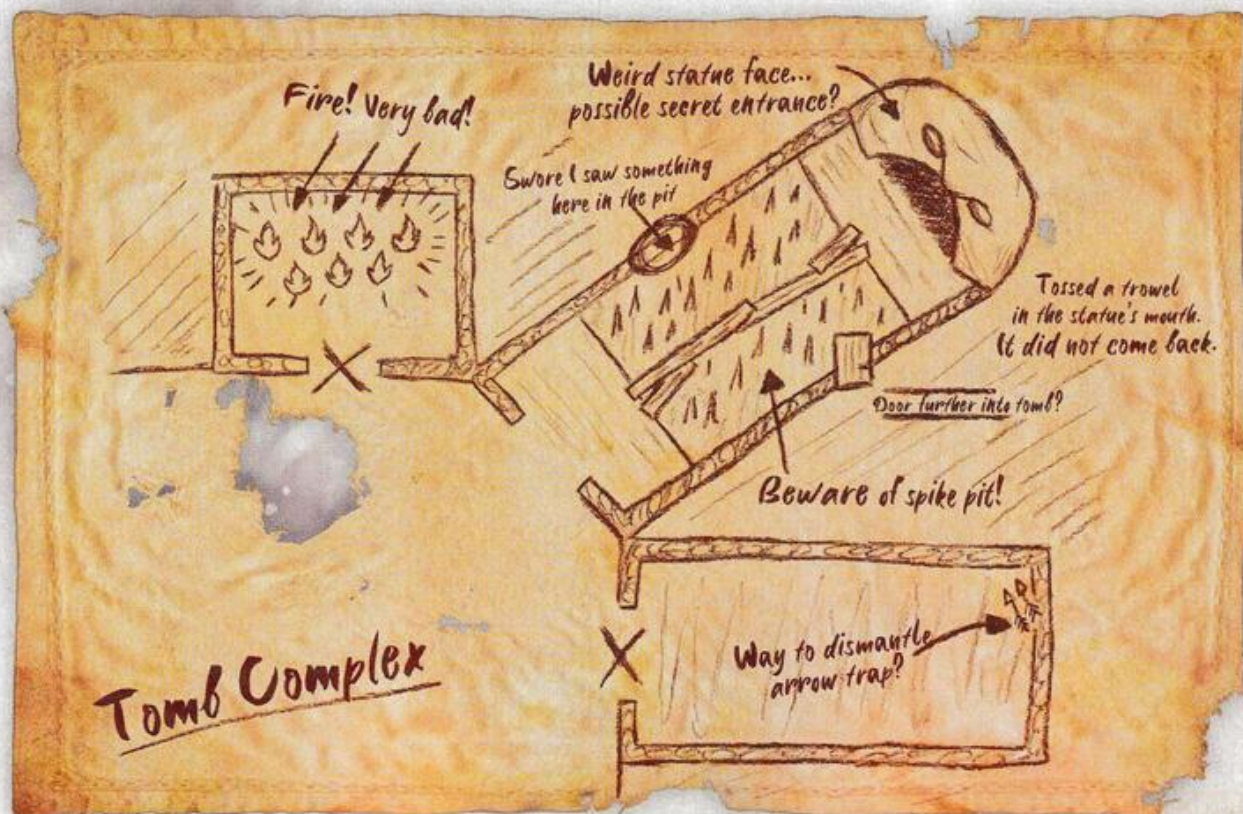 Fire! Very bad!
Weird statue face...
possible secret entrance?
Swore I saw something
here in the pit
Tossed a trowel
in the statue's mouth.
It did not come back.
Door further into tomb?
Beware of spike pit!
Way to dismantle
arrow trap?
Tomb Complex